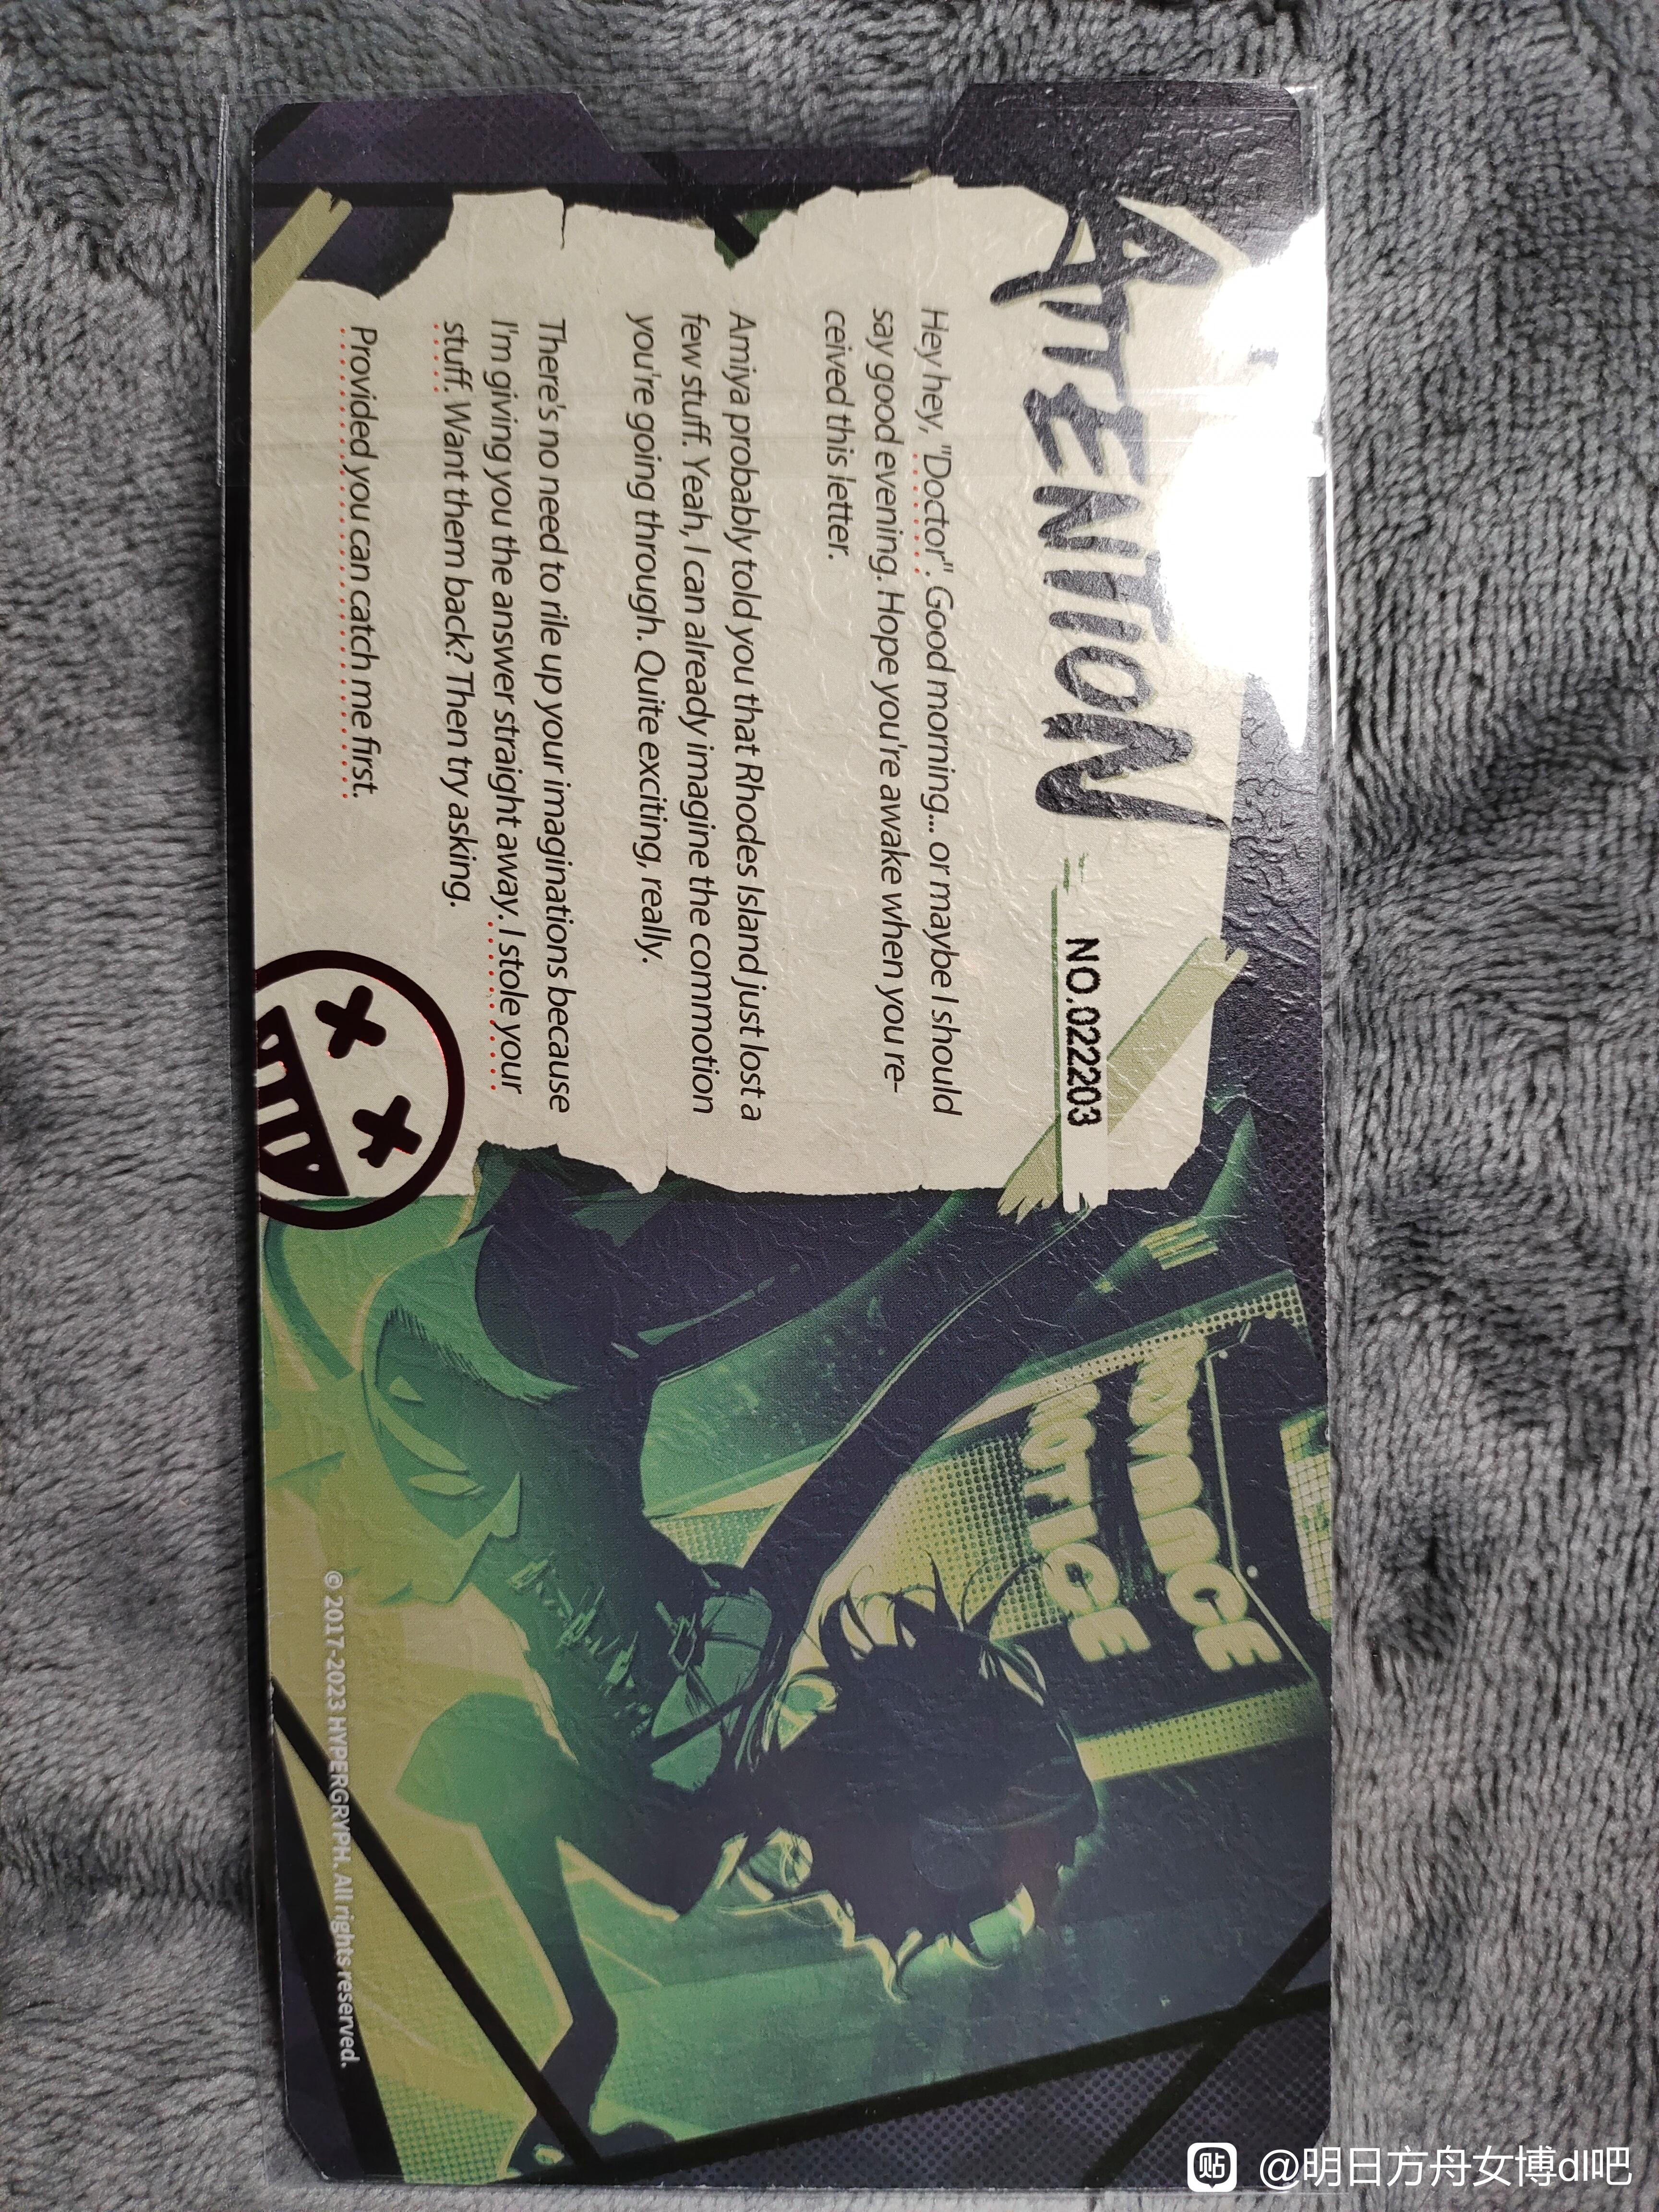 ATTENTION
NO.022203
Hey hey, "Doctor". Good morning... or maybe I should
say good evening. Hope you're awake when you re-
ceived this letter.
Amiya probably told you that Rhodes Island just lost a
few stuff. Yeah, I can already imagine the commotion
you're going through. Quite exciting, really.
There's no need to rile up your imaginations because
I'm giving you the answer straight away. I stole your
stuff. Want them back? Then try asking.
Provided you can catch me first.
NOTICE
© 2017-2023 HYPERGRYPH. All rights reserved.
贴 @明日方舟女博dl吧